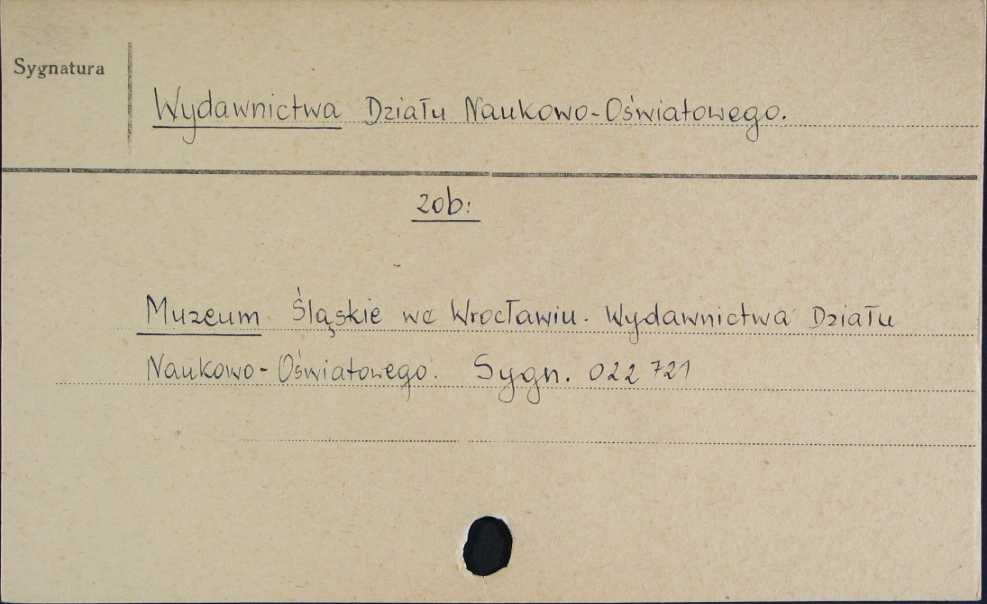 Sygnatura
Wydawnictwa Działu Naukowo-Oświatowego.
Zob:
Muzeum Śląskie we Wrocławiu. Wydawnictwa Działu
Naukowo-Oświatowego. Sygn. 022 721